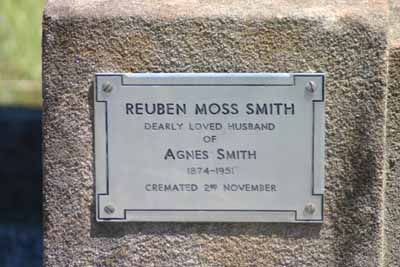 REUBEN MOSS SMITH
DEARLY LOVED HUSBAND
OF
AGNES SMITH
1874-1951
CREMATED 2ND NOVEMBER